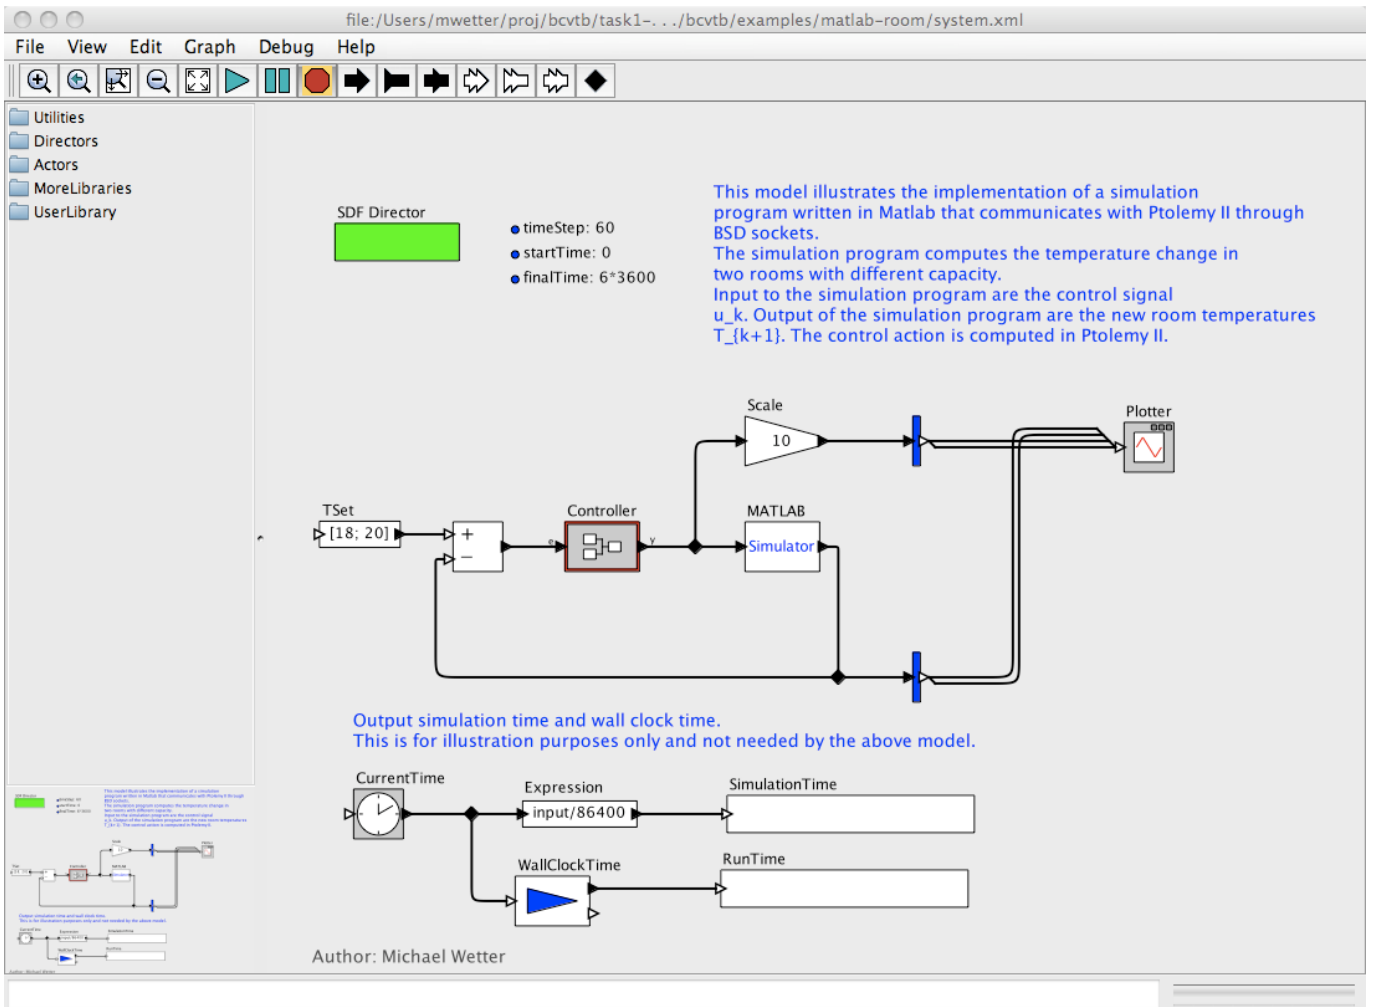 file:/Users/mwetter/proj/bcvtb/task1-. . ./bcvtb/examples/matlab-room/system.xml
File View Edit Graph Debug Help
Utilities
Directors
Actors
MoreLibraries
UserLibrary
SDF Director
timeStep: 60
startTime: 0
finalTime: 6*3600
This model illustrates the implementation of a simulation
program written in Matlab that communicates with Ptolemy II through
BSD sockets.
The simulation program computes the temperature change in
two rooms with different capacity.
Input to the simulation program are the control signal
u_k. Output of the simulation program are the new room temperatures
T_{k+1}. The control action is computed in Ptolemy II.
Scale
10
Plotter
TSet
[18; 20]
+
−
e
Controller
y
MATLAB
Simulator
Output simulation time and wall clock time.
This is for illustration purposes only and not needed by the above model.
CurrentTime
Expression
input/86400
SimulationTime
WallClockTime
RunTime
Author: Michael Wetter